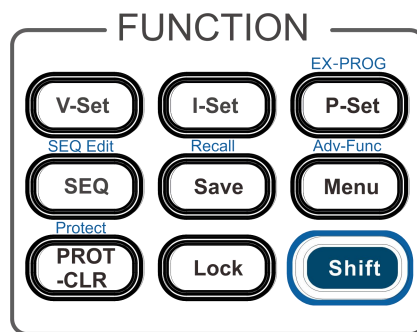 FUNCTION
EX-PROG
V-Set I-Set P-Set
SEQ Edit Recall Adv-Func
SEQ Save Menu
Protect
PROT
-CLR Lock Shift